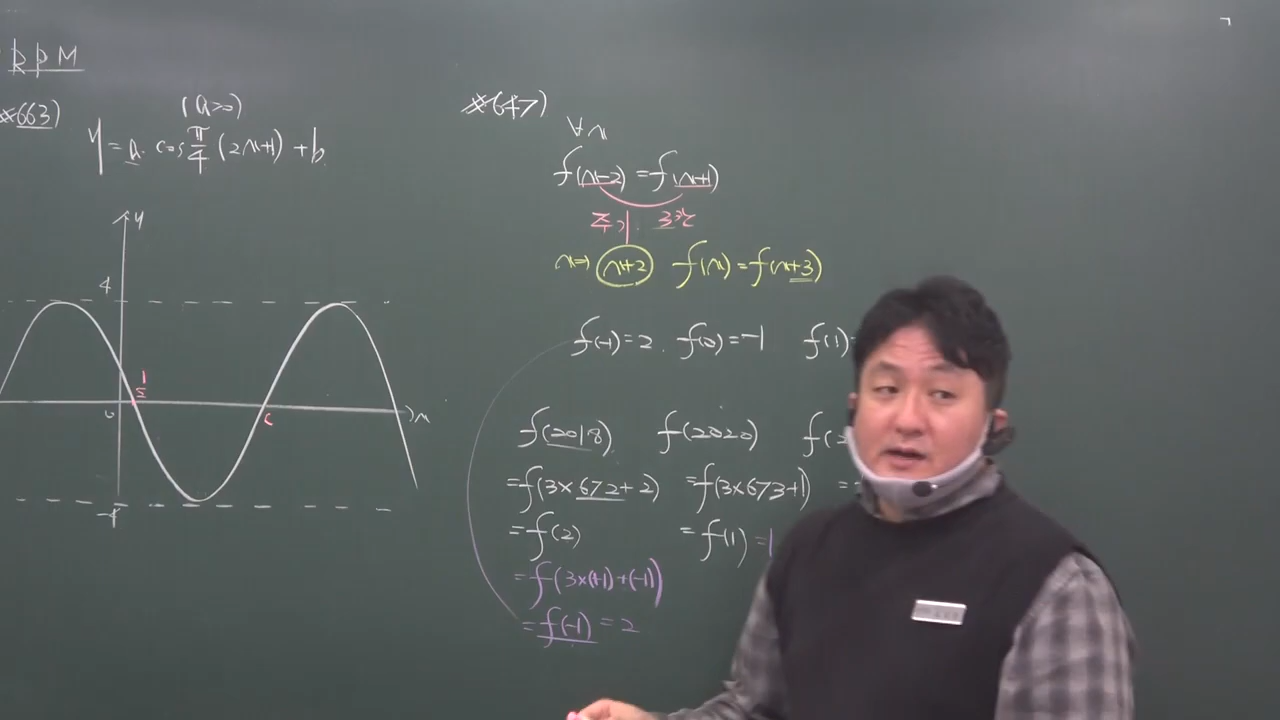 RPM
*663)
(a>0)
y = a cos π/4 (2x+1) + b
y
4
1/2
0
c
x
-4
*647)
∀x
f(x-2) = f(x+1)
주기 3
x⇒ x+2 f(x) = f(x+3)
f(-1) = 2. f(0) = -1 f(1)
f(2018) f(2020) f(2
= f(3×672+2) = f(3×673+1) =
= f(2) = f(1) = 1
= f(3×(+1)+(-1))
= f(-1) = 2